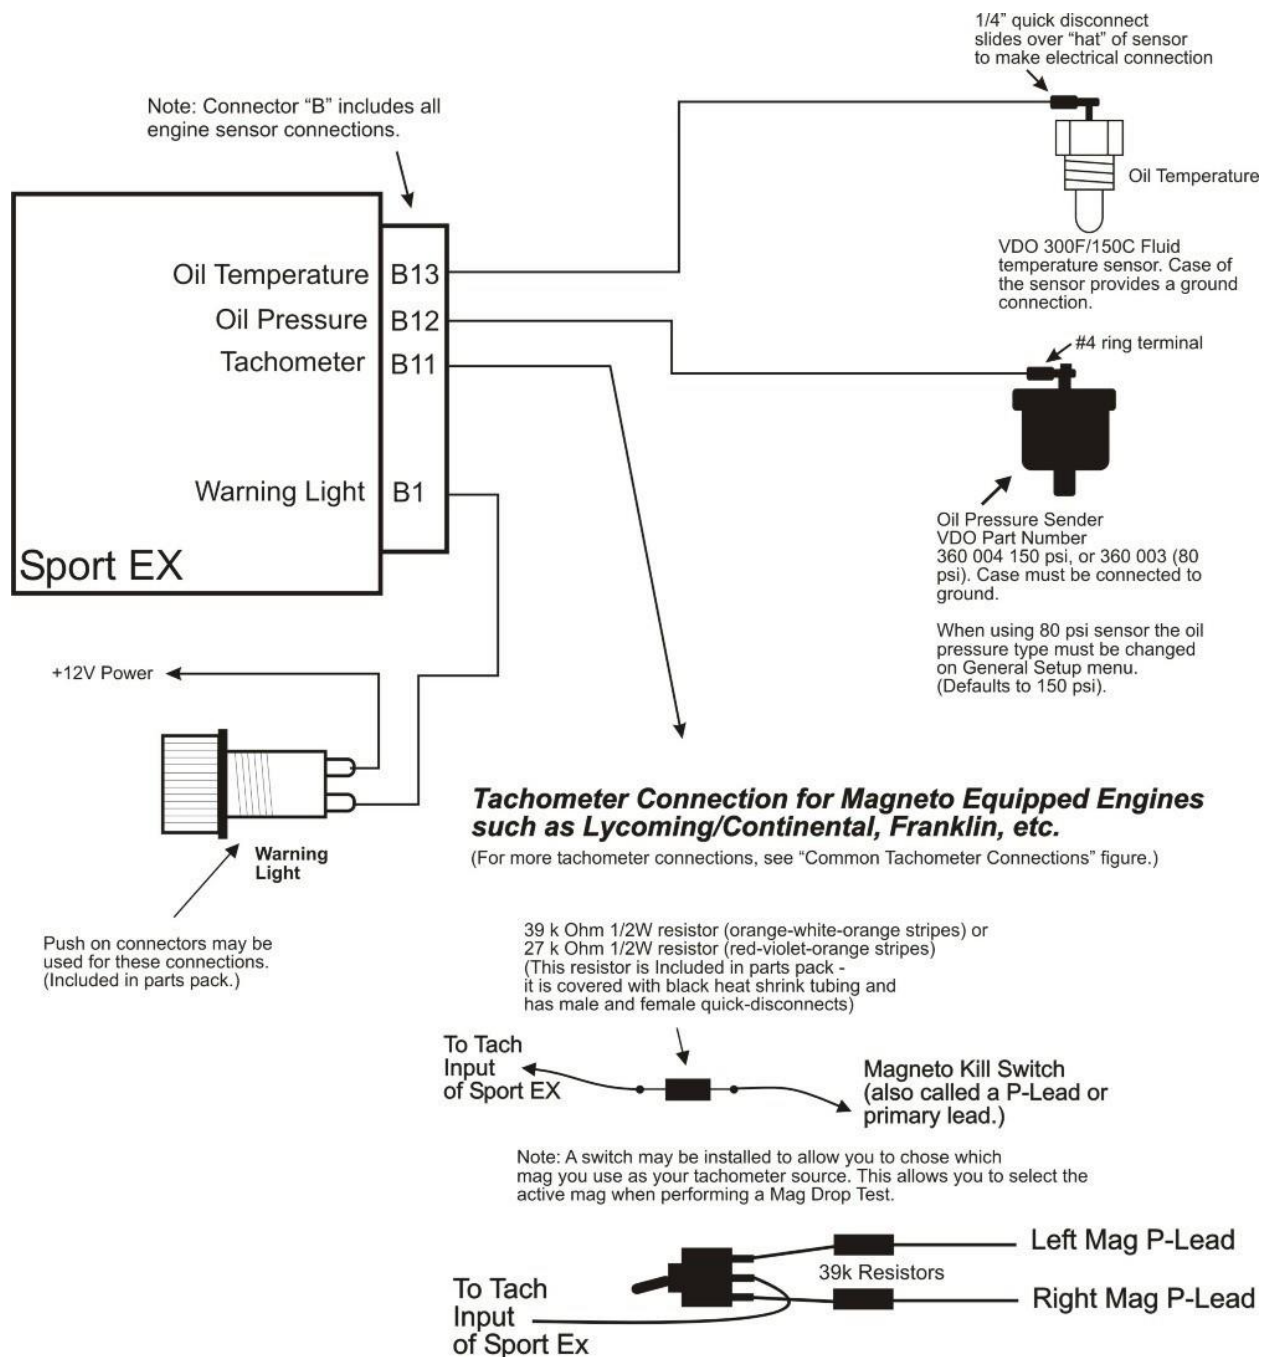 1/4” quick disconnect
slides over “hat” of sensor
to make electrical connection
Note: Connector “B” includes all
engine sensor connections.
Oil Temperature
VDO 300F/150C Fluid
temperature sensor. Case of
the sensor provides a ground
connection.
Oil Temperature B13
Oil Pressure B12
Tachometer B11
Warning Light B1
Sport EX
#4 ring terminal
Oil Pressure Sender
VDO Part Number
360 004 150 psi, or 360 003 (80
psi). Case must be connected to
ground.
When using 80 psi sensor the oil
pressure type must be changed
on General Setup menu.
(Defaults to 150 psi).
+12V Power
Warning
Light
Push on connectors may be
used for these connections.
(Included in parts pack.)
Tachometer Connection for Magneto Equipped Engines
such as Lycoming/Continental, Franklin, etc.
(For more tachometer connections, see “Common Tachometer Connections” figure.)
39 k Ohm 1/2W resistor (orange-white-orange stripes) or
27 k Ohm 1/2W resistor (red-violet-orange stripes)
(This resistor is Included in parts pack -
it is covered with black heat shrink tubing and
has male and female quick-disconnects)
To Tach
Input
of Sport EX
Magneto Kill Switch
(also called a P-Lead or
primary lead.)
Note: A switch may be installed to allow you to chose which
mag you use as your tachometer source. This allows you to select the
active mag when performing a Mag Drop Test.
Left Mag P-Lead
39k Resistors
Right Mag P-Lead
To Tach
Input
of Sport Ex